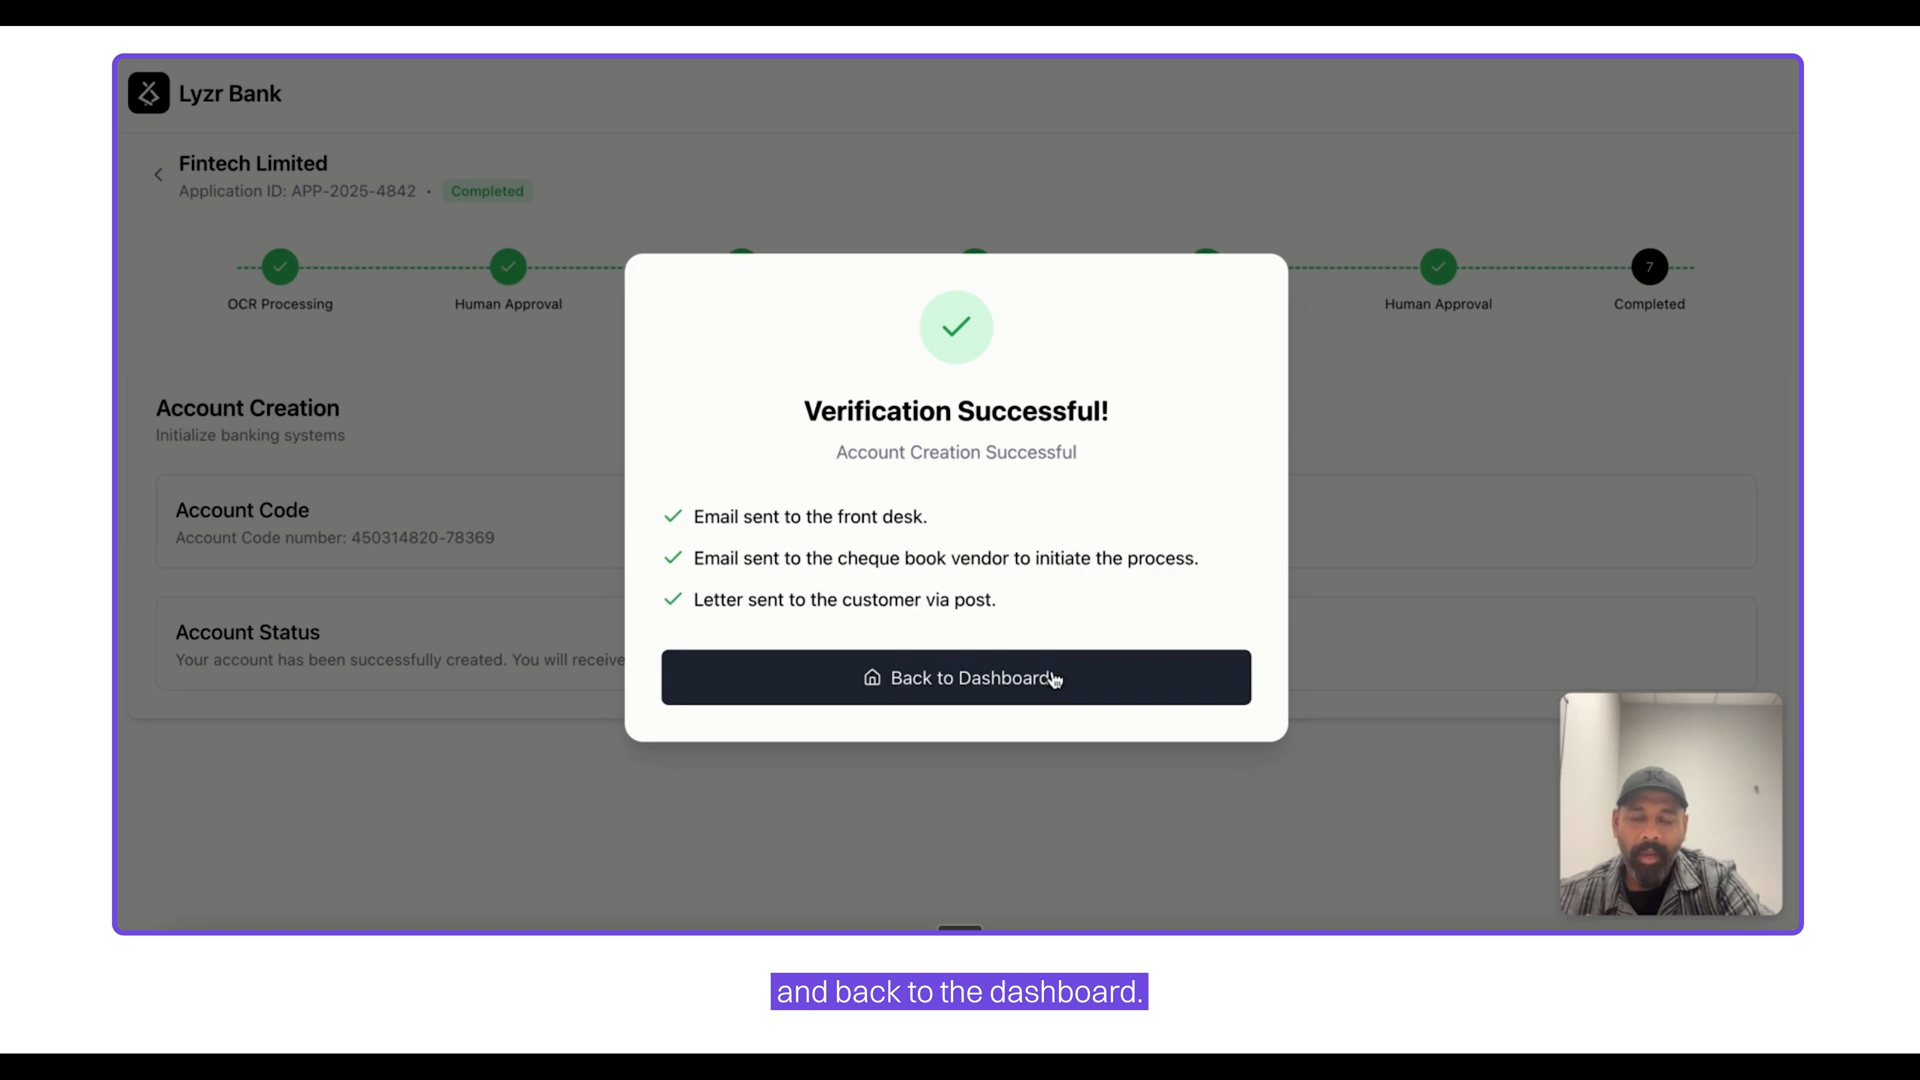 Lyzr Bank
Fintech Limited
Application ID: APP-2025-4842 • Completed
OCR Processing
Human Approval
Human Approval
7
Completed
Account Creation
Initialize banking systems
Account Code
Account Code number: 450314820-78369
Account Status
Your account has been successfully created. You will receive
Verification Successful!
Account Creation Successful
Email sent to the front desk.
Email sent to the cheque book vendor to initiate the process.
Letter sent to the customer via post.
Back to Dashboard
and back to the dashboard.